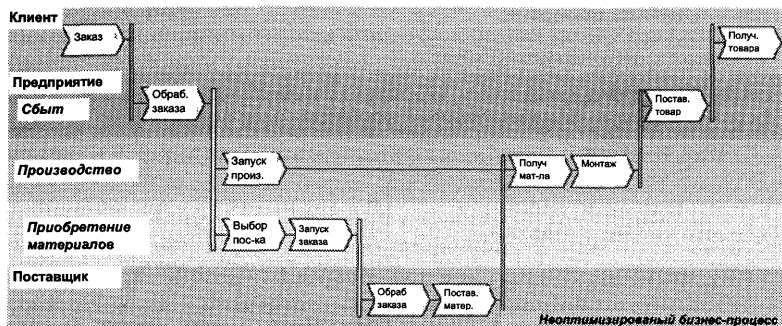 Клиент
Заказ
Получ.
товара
Предприятие
Сбыт
Обраб.
заказа
Постав.
товар
Производство
Запуск
произ.
Получ
мат-ла
Монтаж
Приобретение
материалов
Выбор
пос-ка
Запуск
заказа
Поставщик
Обраб
заказа
Постав.
матер.
Неоптимизированый бизнес-процесс